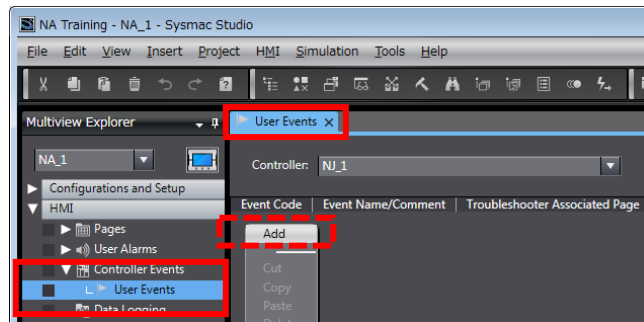 NA Training - NA_1 - Sysmac Studio
File Edit View Insert Project HMI Simulation Tools Help
Multiview Explorer
User Events
NA_1
Controller: NJ_1
Configurations and Setup
HMI
Event Code Event Name/Comment Troubleshooter Associated Page
Pages
Add
User Alarms
Cut
Controller Events
Copy
User Events
Paste
Data Logging